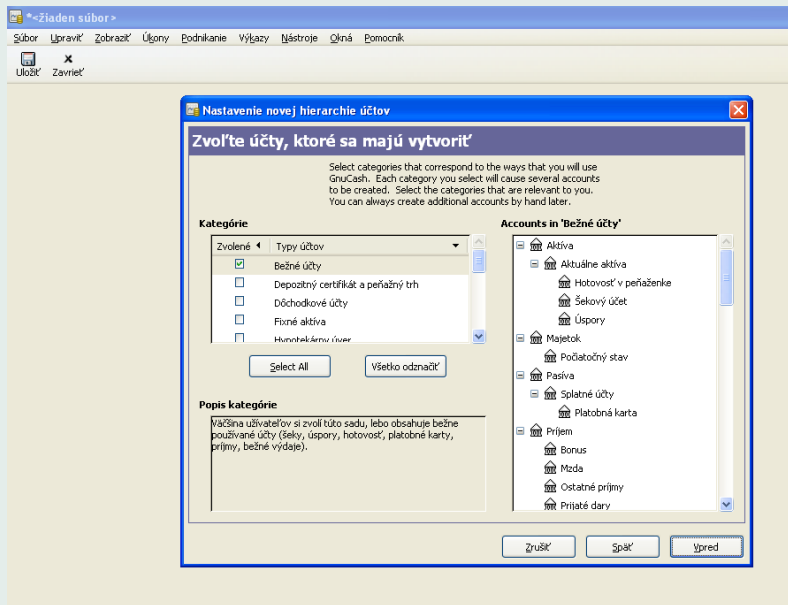 *<žiaden súbor>
Súbor Upraviť Zobraziť Úkony Podnikanie Výkazy Nástroje Okná Pomocník
Uložiť Zavrieť
Nastavenie novej hierarchie účtov
Zvoľte účty, ktoré sa majú vytvoriť
Select categories that correspond to the ways that you will use
GnuCash. Each category you select will cause several accounts
to be created. Select the categories that are relevant to you.
You can always create additional accounts by hand later.
Kategórie
Zvolené Typy účtov
Bežné účty
Depozitný certifikát a peňažný trh
Dôchodkové účty
Fixné aktíva
Hypotekárny úver
Select All Všetko odznačiť
Popis kategórie
Väčšina užívateľov si zvolí túto sadu, lebo obsahuje bežne
používané účty (šeky, úspory, hotovosť, platobné karty,
príjmy, bežné výdaje).
Accounts in 'Bežné účty'
Aktíva
Aktuálne aktíva
Hotovosť v peňaženke
Šekový účet
Úspory
Majetok
Počiatočný stav
Pasíva
Splatné účty
Platobná karta
Príjem
Bonus
Mzda
Ostatné príjmy
Prijaté dary
Zrušiť Späť Vpred